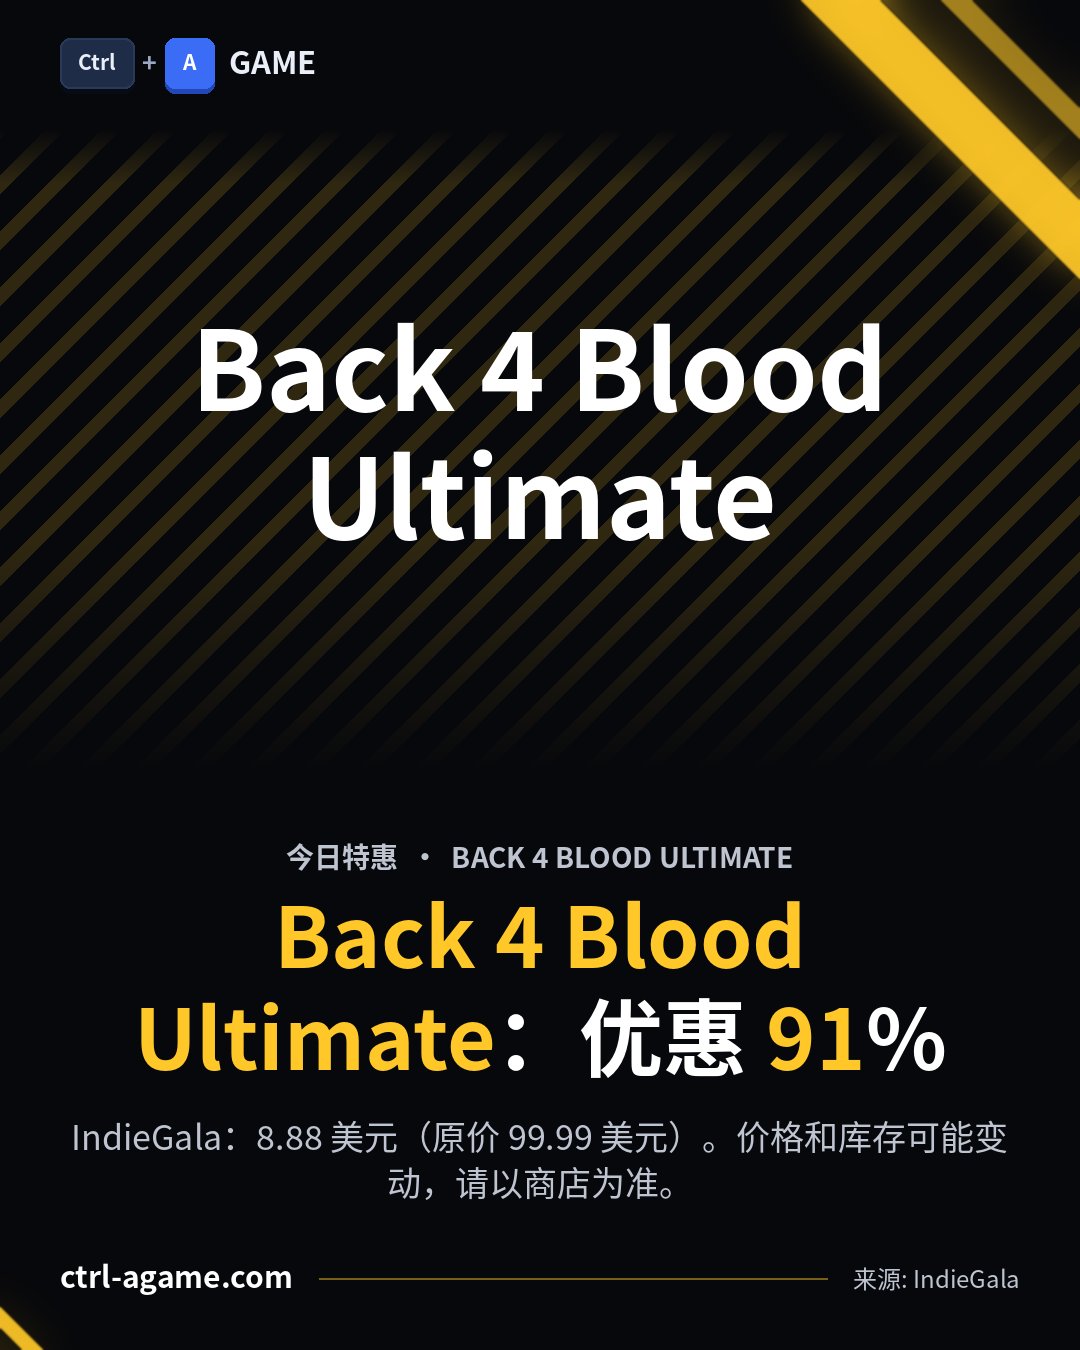 Ctrl + A GAME
Back 4 Blood
Ultimate
今日特惠 · BACK 4 BLOOD ULTIMATE
Back 4 Blood
Ultimate：优惠 91%
IndieGala：8.88 美元（原价 99.99 美元）。价格和库存可能变
动，请以商店为准。
ctrl-agame.com
来源: IndieGala